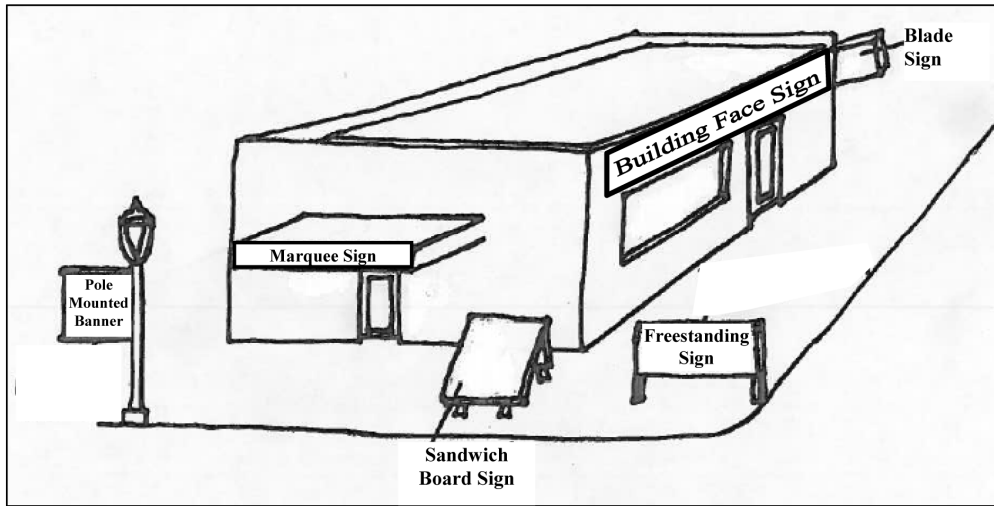 Blade
Sign
Building Face Sign
Marquee Sign
Pole
Mounted
Banner
Freestanding
Sign
Sandwich
Board Sign